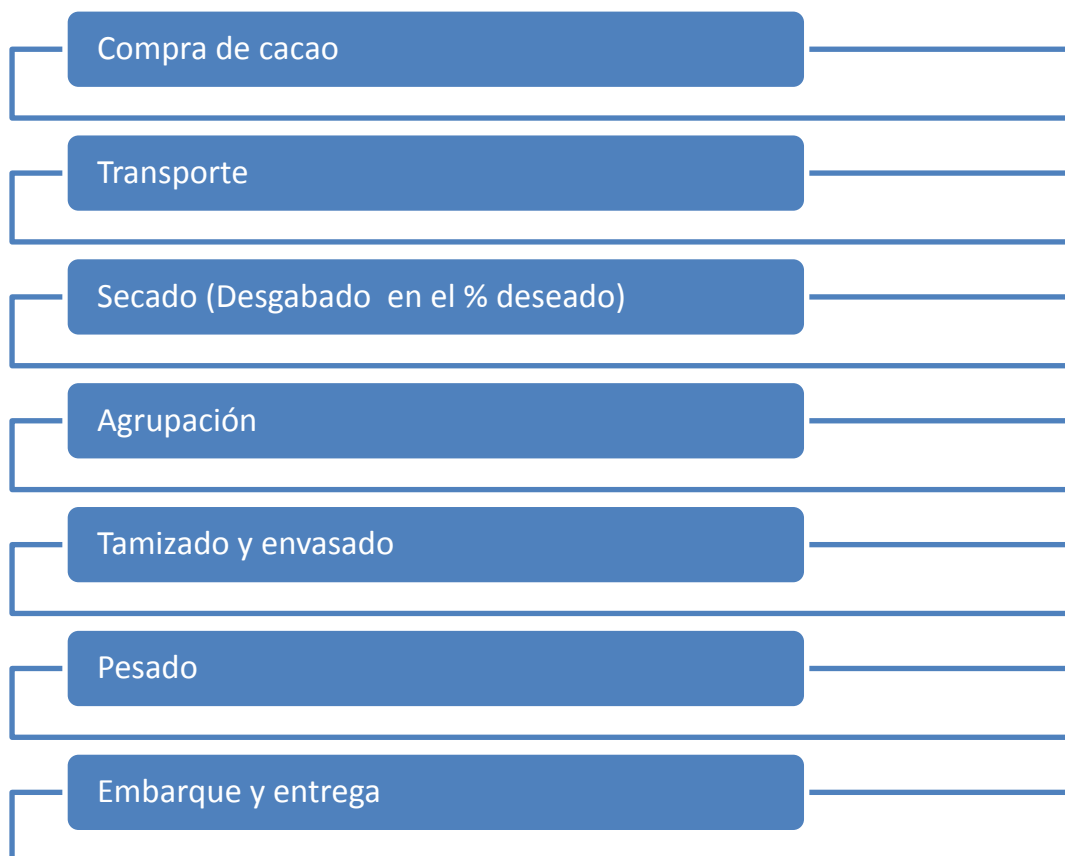 Compra de cacao
Transporte
Secado (Desgabado  en el % deseado)
Agrupación
Tamizado y envasado
Pesado
Embarque y entrega